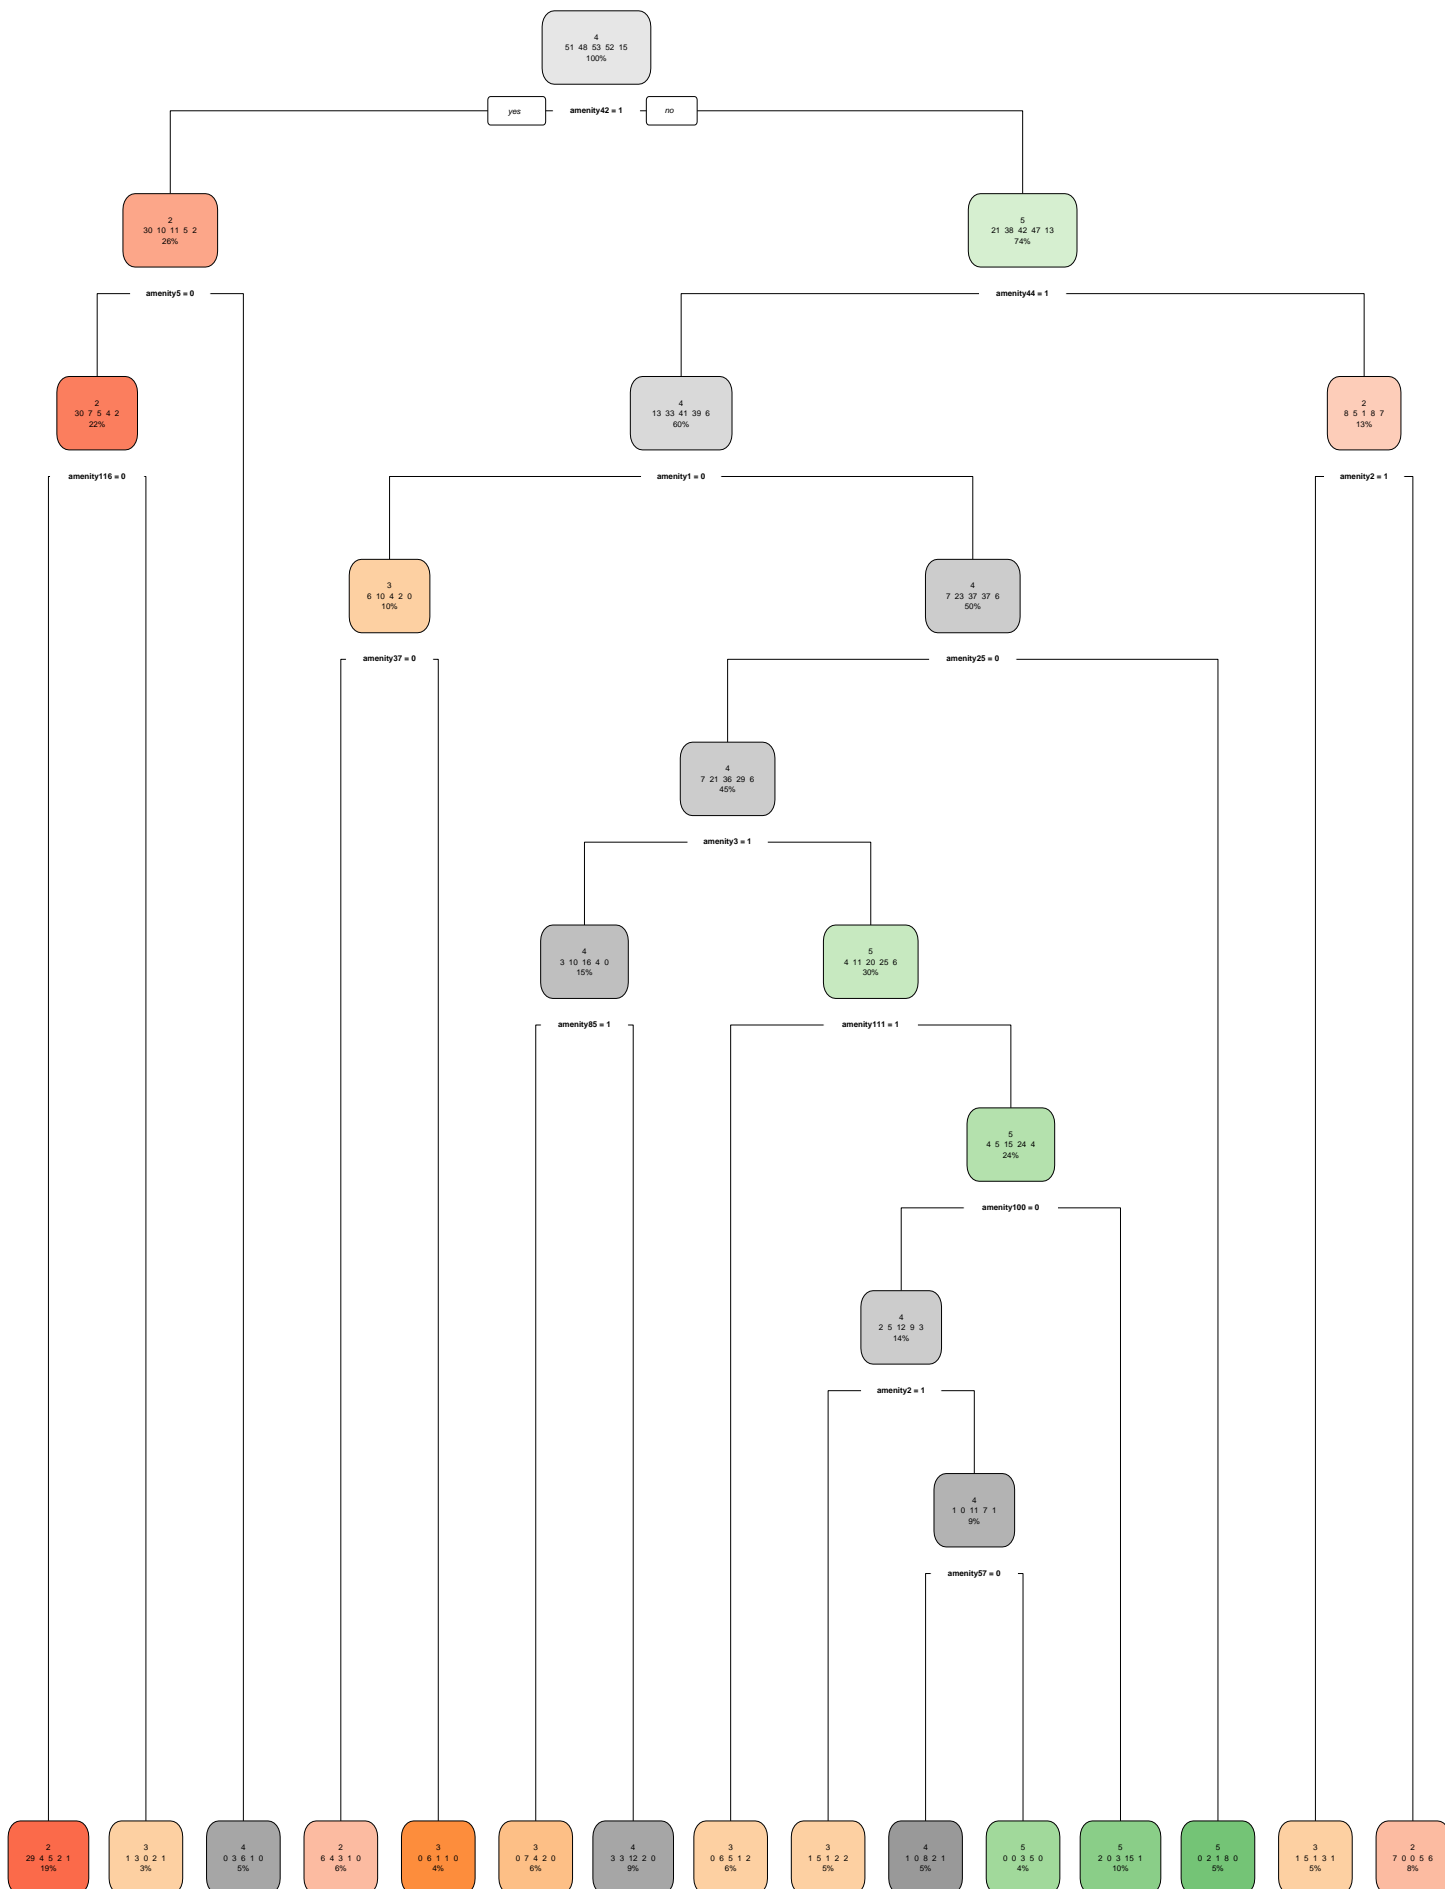 4
51 48 53 52 15
100%
yes
amenity42 = 1
no
2
30 10 11 5 2
26%
5
21 38 42 47 13
74%
amenity5 = 0
amenity44 = 1
2
30 7 5 4 2
22%
4
13 33 41 39 6
60%
2
8 5 1 8 7
13%
amenity116 = 0
amenity1 = 0
amenity2 = 1
3
6 10 4 2 0
10%
4
7 23 37 37 6
50%
amenity37 = 0
amenity25 = 0
4
7 21 36 29 6
45%
amenity3 = 1
4
3 10 16 4 0
15%
5
4 11 20 25 6
30%
amenity85 = 1
amenity111 = 1
5
4 5 15 24 4
24%
amenity100 = 0
4
2 5 12 9 3
14%
amenity2 = 1
4
1 0 11 7 1
9%
amenity57 = 0
2
29 4 5 2 1
19%
3
1 3 0 2 1
3%
4
0 3 6 1 0
5%
2
6 4 3 1 0
6%
3
0 6 1 1 0
4%
3
0 7 4 2 0
6%
4
3 3 12 2 0
9%
3
0 6 5 1 2
6%
3
1 5 1 2 2
5%
4
1 0 8 2 1
5%
5
0 0 3 5 0
4%
5
2 0 3 15 1
10%
5
0 2 1 8 0
5%
3
1 5 1 3 1
5%
2
7 0 0 5 6
8%